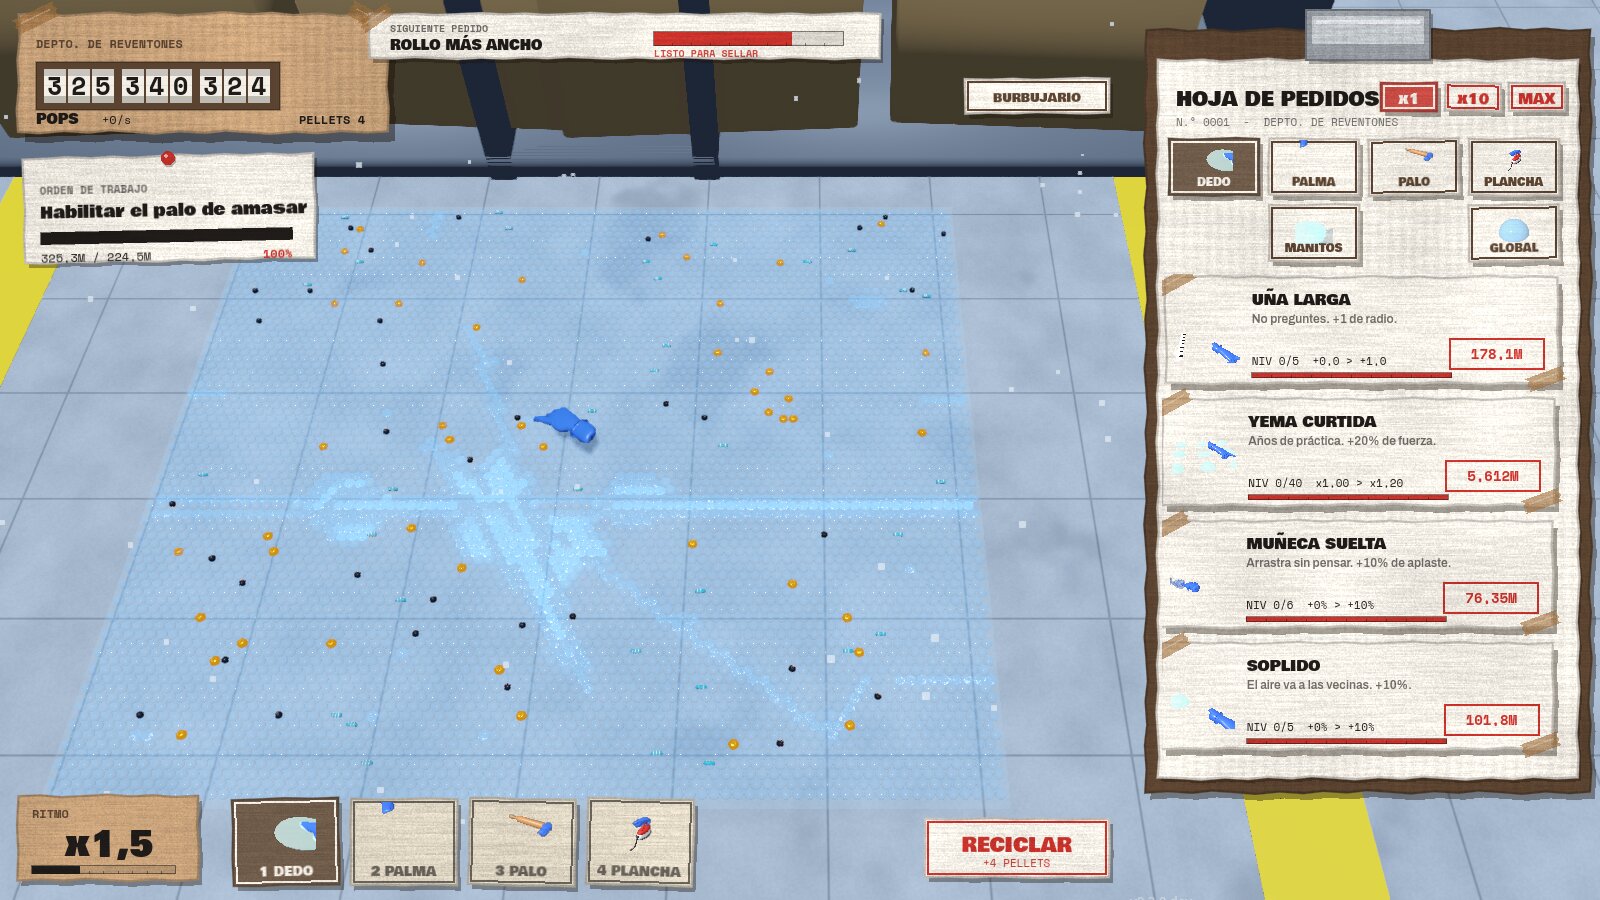 DEPTO. DE REVENTONES
325 340 324
POPS +0/s PELLETS 4
SIGUIENTE PEDIDO
ROLLO MÁS ANCHO
LISTO PARA SELLAR
BURBUJARIO
ORDEN DE TRABAJO
Habilitar el palo de amasar
325,3M / 224,5M 100%
HOJA DE PEDIDOS x1 x10 MAX
N.° 0001 - DEPTO. DE REVENTONES
DEDO PALMA PALO PLANCHA
MANITOS GLOBAL
UÑA LARGA
No preguntes. +1 de radio.
NIV 0/5 +0,0 > +1,0 178,1M
YEMA CURTIDA
Años de práctica. +20% de fuerza.
NIV 0/40 x1,00 > x1,20 5,612M
MUÑECA SUELTA
Arrastra sin pensar. +10% de aplaste.
NIV 0/6 +0% > +10% 76,35M
SOPLIDO
El aire va a las vecinas. +10%.
NIV 0/5 +0% > +10% 101,8M
RITMO
x1,5
1 DEDO 2 PALMA 3 PALO 4 PLANCHA
RECICLAR
+4 PELLETS